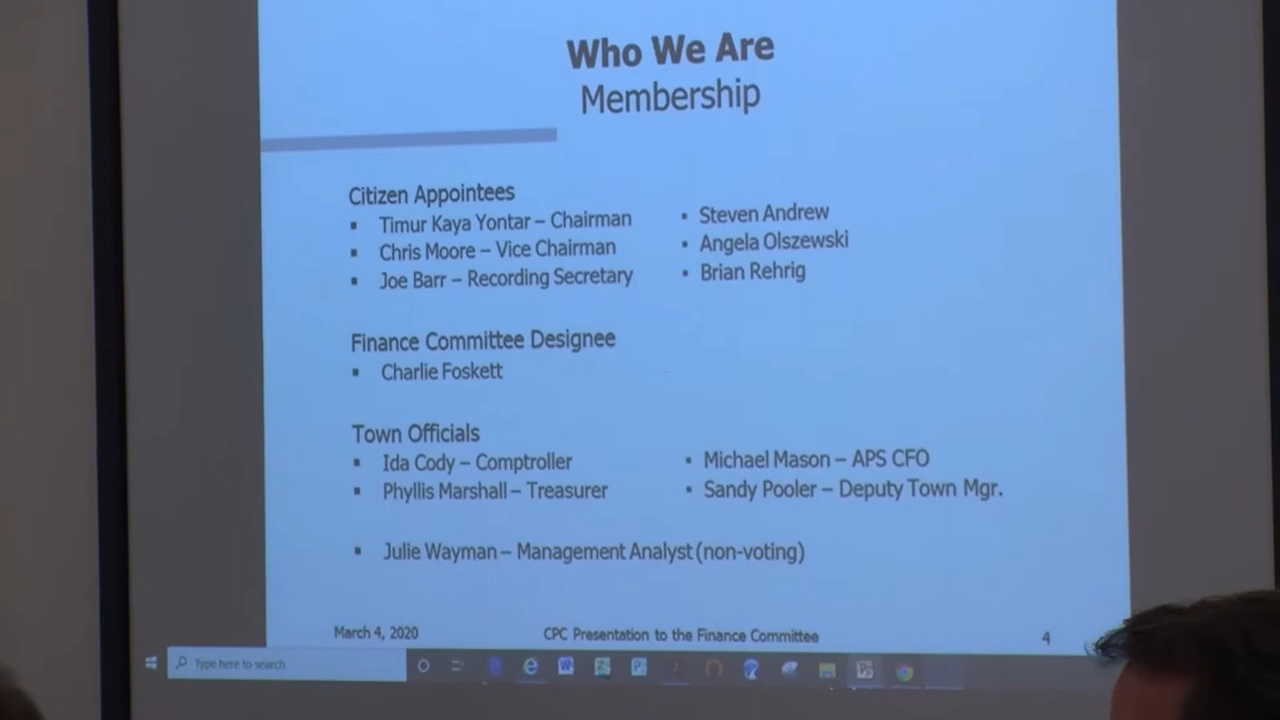 Who We Are
Membership
Citizen Appointees
▪ Timur Kaya Yontar – Chairman
▪ Chris Moore – Vice Chairman
▪ Joe Barr – Recording Secretary
▪ Steven Andrew
▪ Angela Olszewski
▪ Brian Rehrig
Finance Committee Designee
▪ Charlie Foskett
Town Officials
▪ Ida Cody – Comptroller
▪ Phyllis Marshall – Treasurer
▪ Michael Mason – APS CFO
▪ Sandy Pooler – Deputy Town Mgr.
▪ Julie Wayman – Management Analyst (non-voting)
March 4, 2020
CPC Presentation to the Finance Committee
4
Type here to search